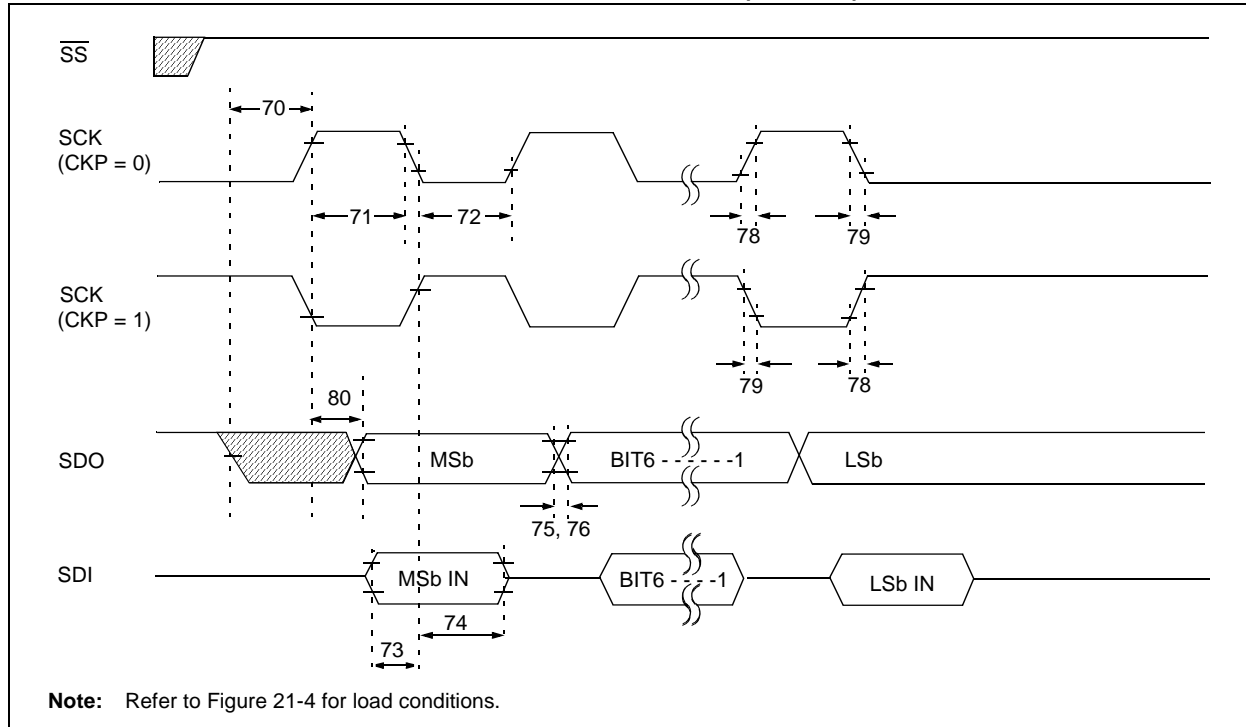 SS
70
SCK
(CKP = 0)
71
72
78
79
SCK
(CKP = 1)
79
78
80
SDO
MSb
BIT6 - - - - - -1
LSb
75, 76
SDI
MSb IN
BIT6 - - - -1
LSb IN
74
73
Note: Refer to Figure 21-4 for load conditions.